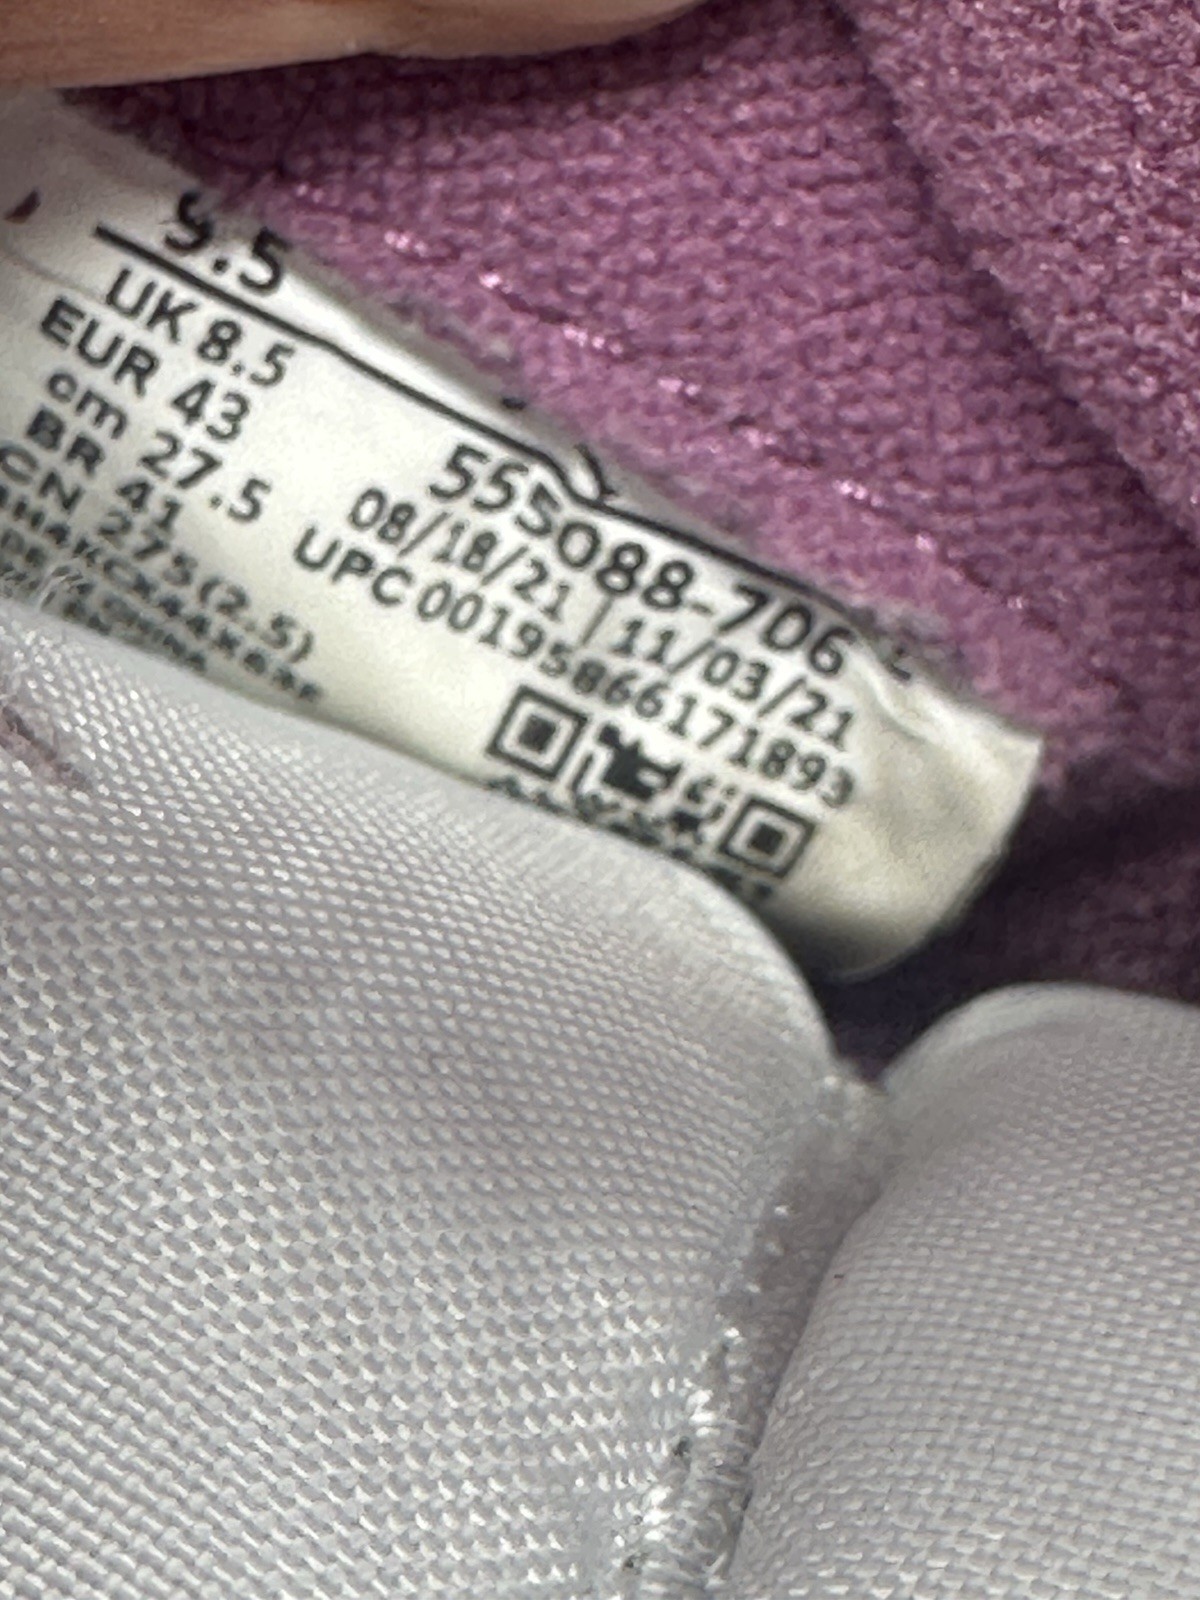 9.5
UK 8.5
EUR 43
cm 27.5
BR 41
CN 275(2.5)
555088-706
08/18/21 | 11/03/21
UPC 00195866171893